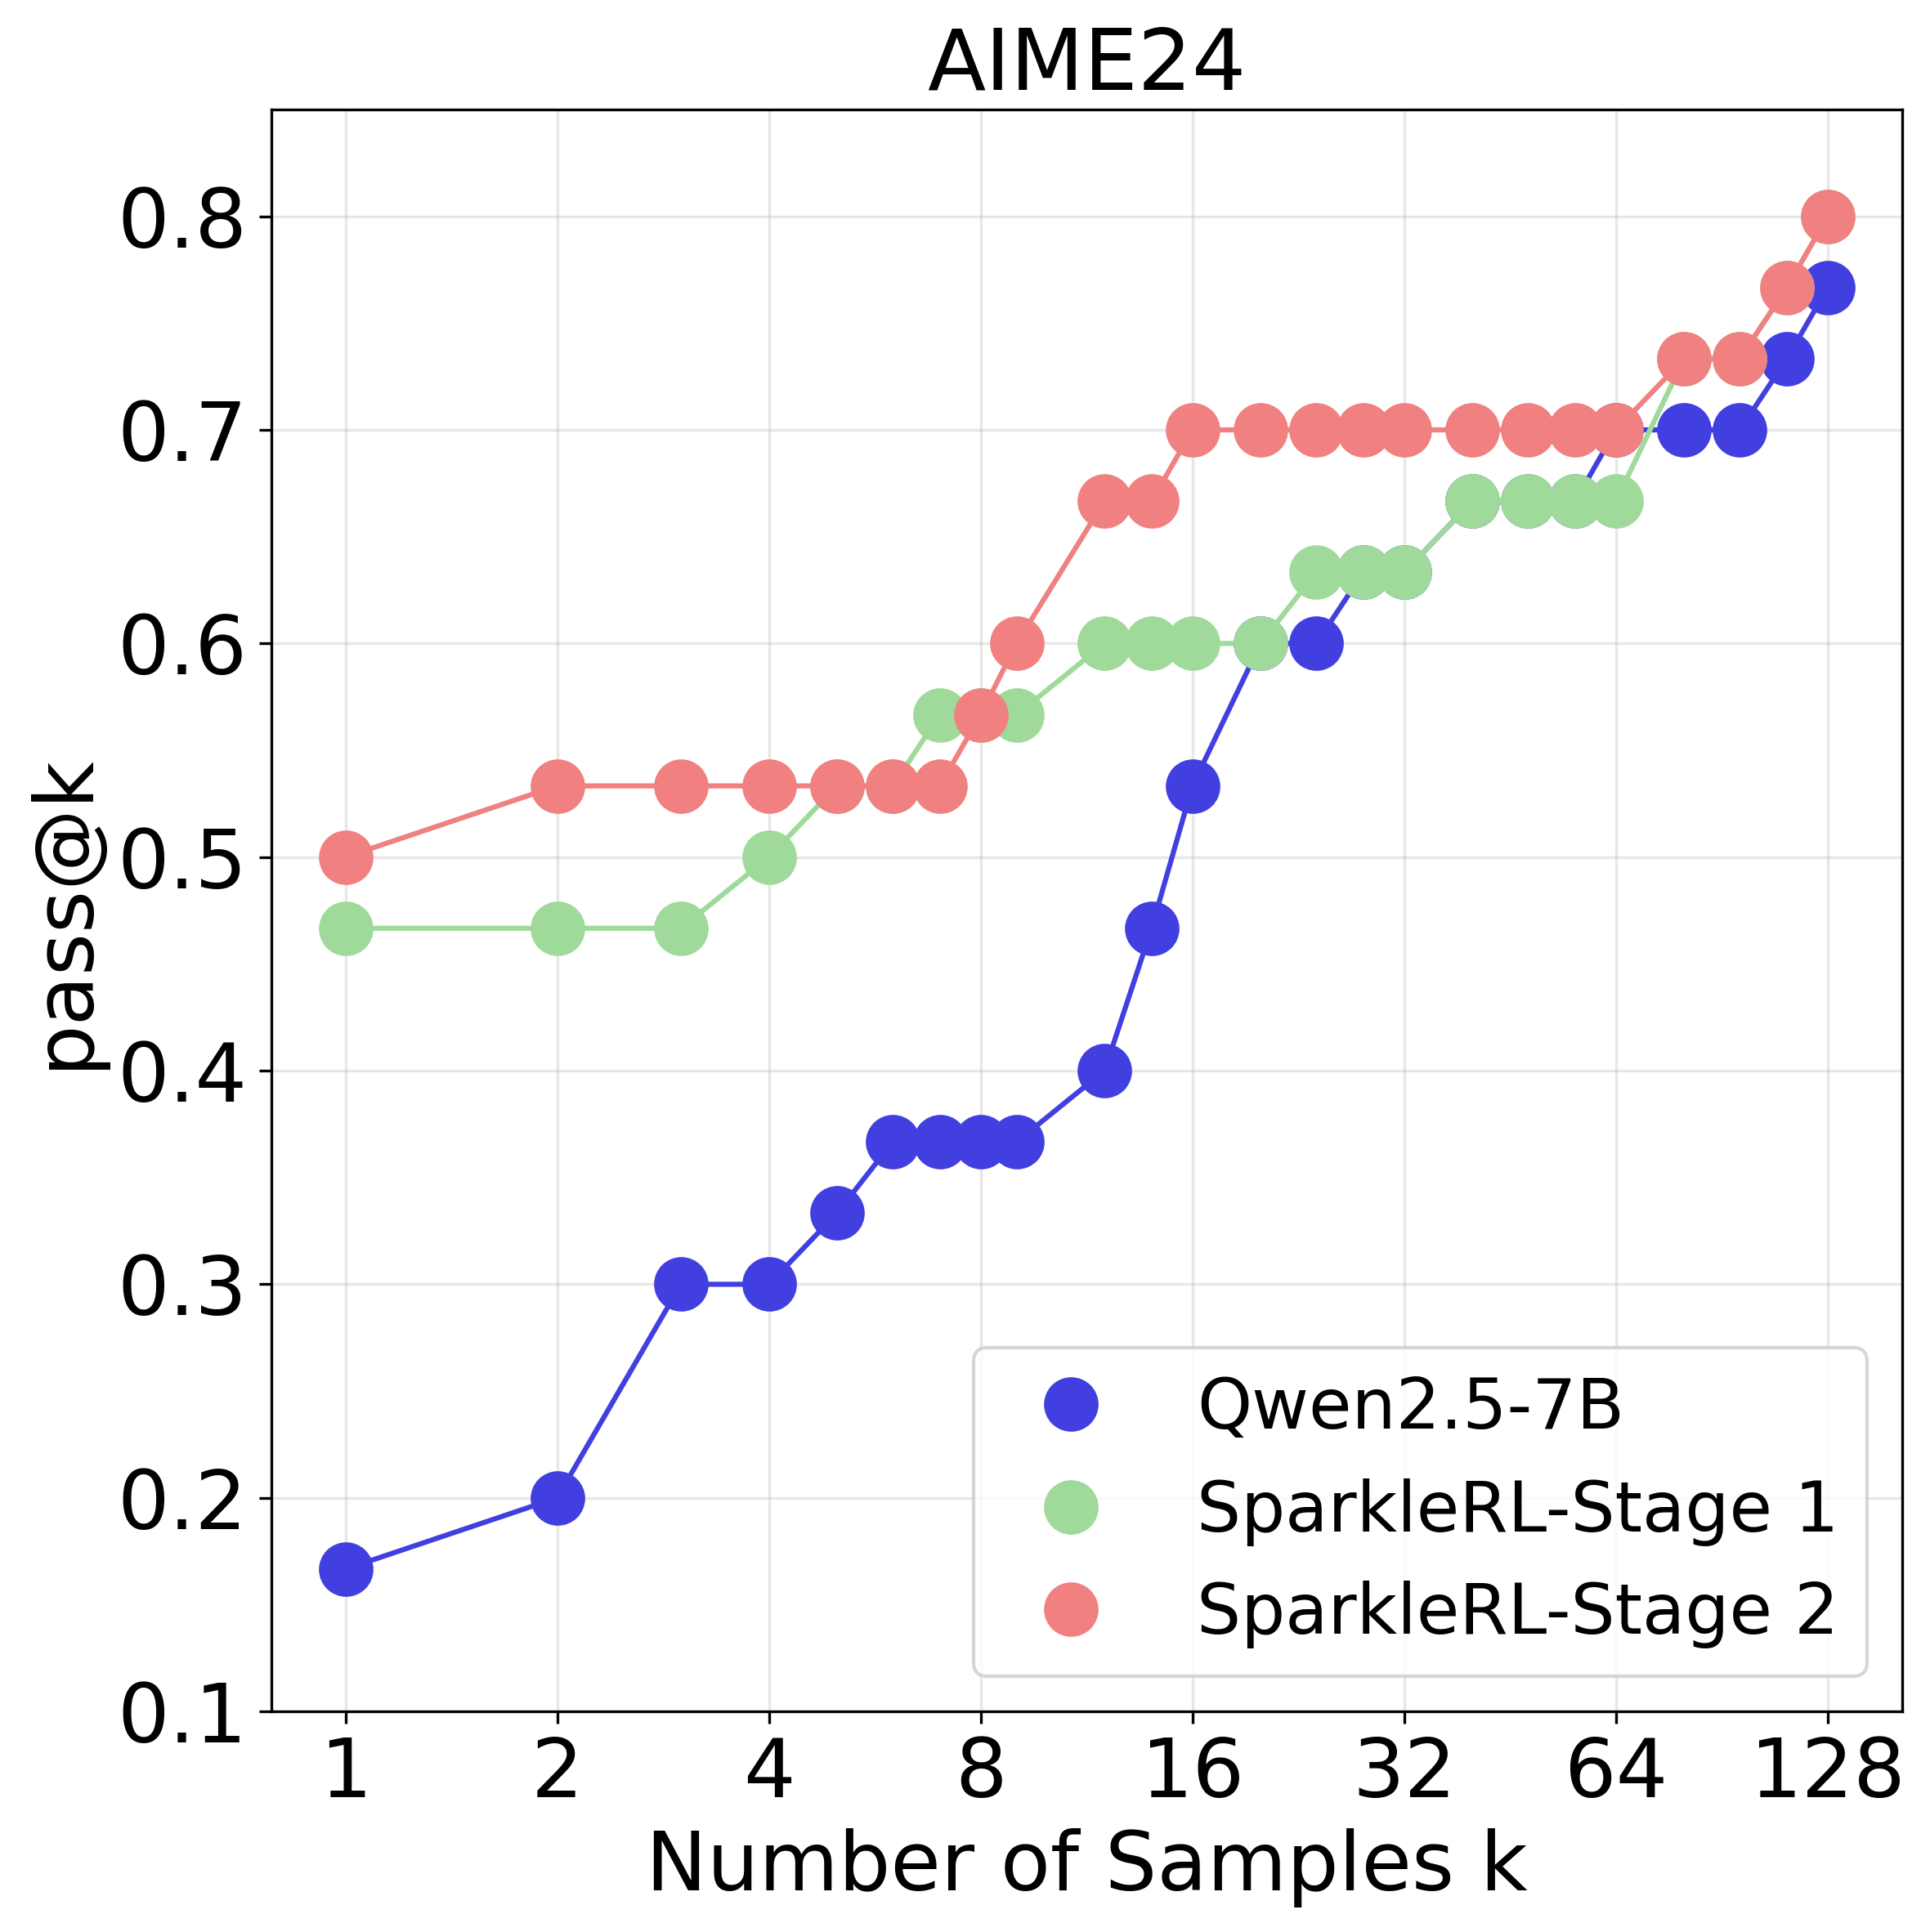 AIME24
pass@k
0.8
0.7
0.6
0.5
0.4
0.3
0.2
0.1
Qwen2.5-7B
SparkleRL-Stage 1
SparkleRL-Stage 2
1 2 4 8 16 32 64 128
Number of Samples k